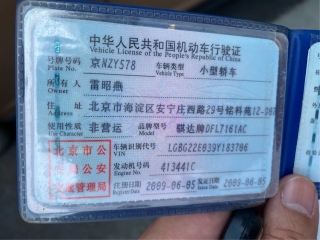 中华人民共和国机动车行驶证
Vehicle License of the People's Republic of China
号牌号码 京NZY578 车辆类型 小型轿车
Plate No. Vehicle Type
所有人 雷昭燕
Owner
住址 北京市海淀区安宁庄西路29号铭科苑
Address
使用性质 非营运 品牌型号 骐达牌DFL7161AC
Use Character Model
北京市公 车辆识别代号 LGBG22E039Y183706
VIN
安局公安
发动机号码 413441C
Engine No.
交通管理局 注册日期 2009-06-05 发证日期 2009-06-05
Register Date Issue Date